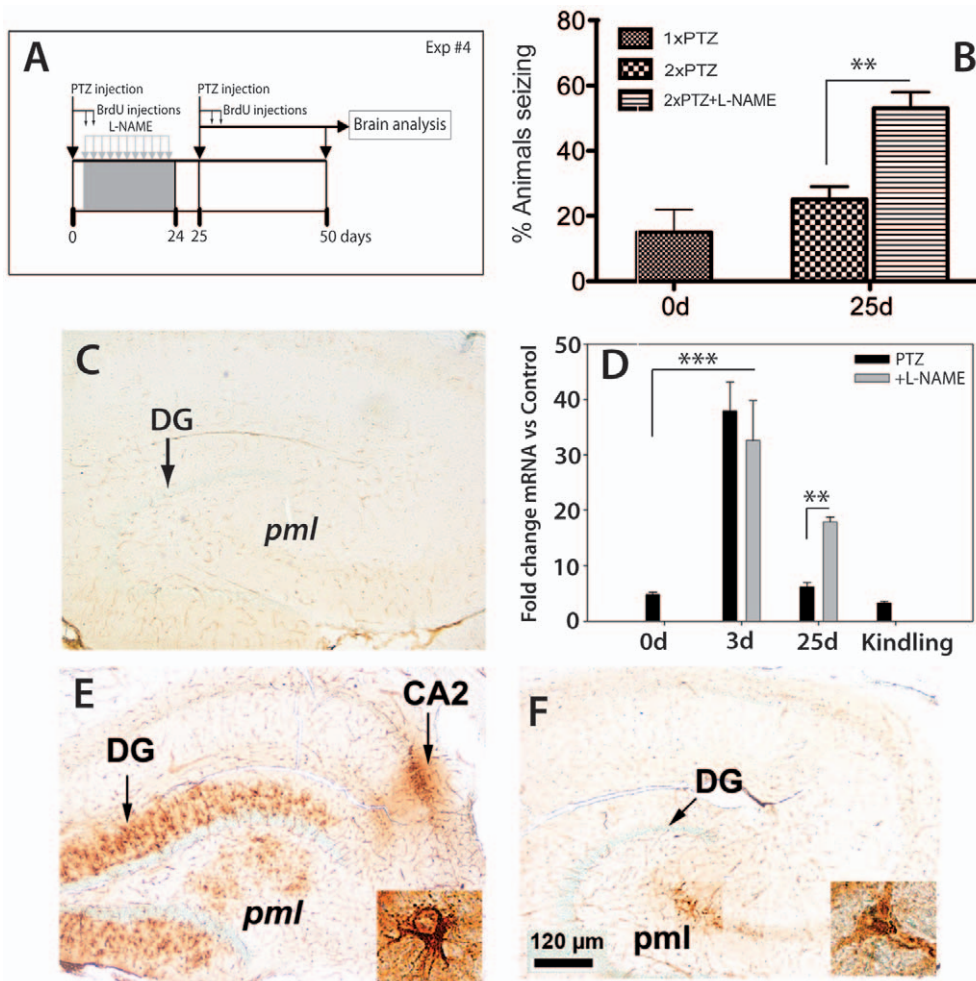 A
Exp #4
PTZ injection
BrdU injections
L-NAME
PTZ injection
BrdU injections
Brain analysis
0
24
25
50 days
B
% Animals seizing
80
60
40
20
0
1xPTZ
2xPTZ
2xPTZ+L-NAME
**
0d
25d
C
DG
pml
D
Fold change mRNA vs Control
50
40
30
20
10
0
***
**
PTZ
+L-NAME
0d
3d
25d
Kindling
E
DG
CA2
pml
F
DG
pml
120 µm